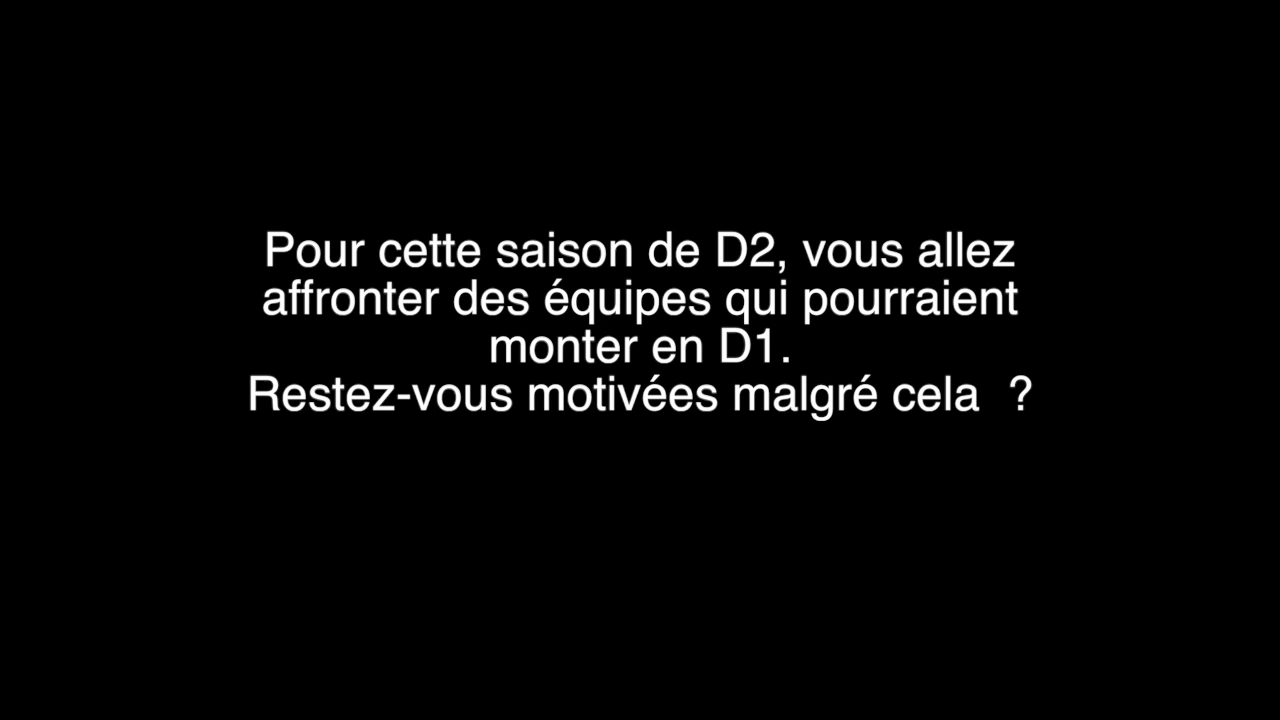 Pour cette saison de D2, vous allez
affronter des équipes qui pourraient
monter en D1.
Restez-vous motivées malgré cela  ?